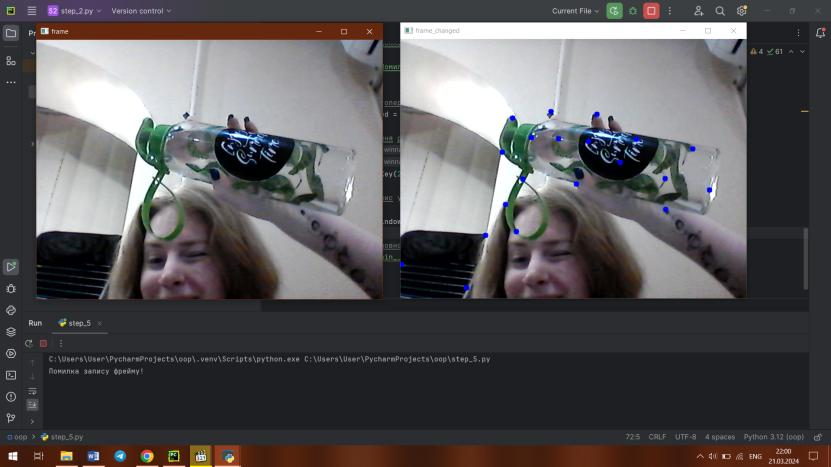 S2 step_2.py
Version control
Current File
frame
frame_changed
4 61
Run
step_5
C:\Users\User\PycharmProjects\oop\.venv\Scripts\python.exe C:\Users\User\PycharmProjects\oop\step_5.py
Помилка запису фрейму!
oop
step_5.py
72:5 CRLF UTF-8 4 spaces Python 3.12 (oop)
ENG
22:00
21.03.2024